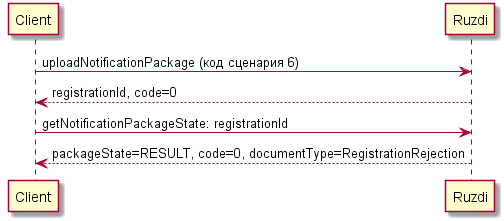 Client
Ruzdi
uploadNotificationPackage (код сценария 6)
registrationId, code=0
getNotificationPackageState: registrationId
packageState=RESULT, code=0, documentType=RegistrationRejection
Client
Ruzdi